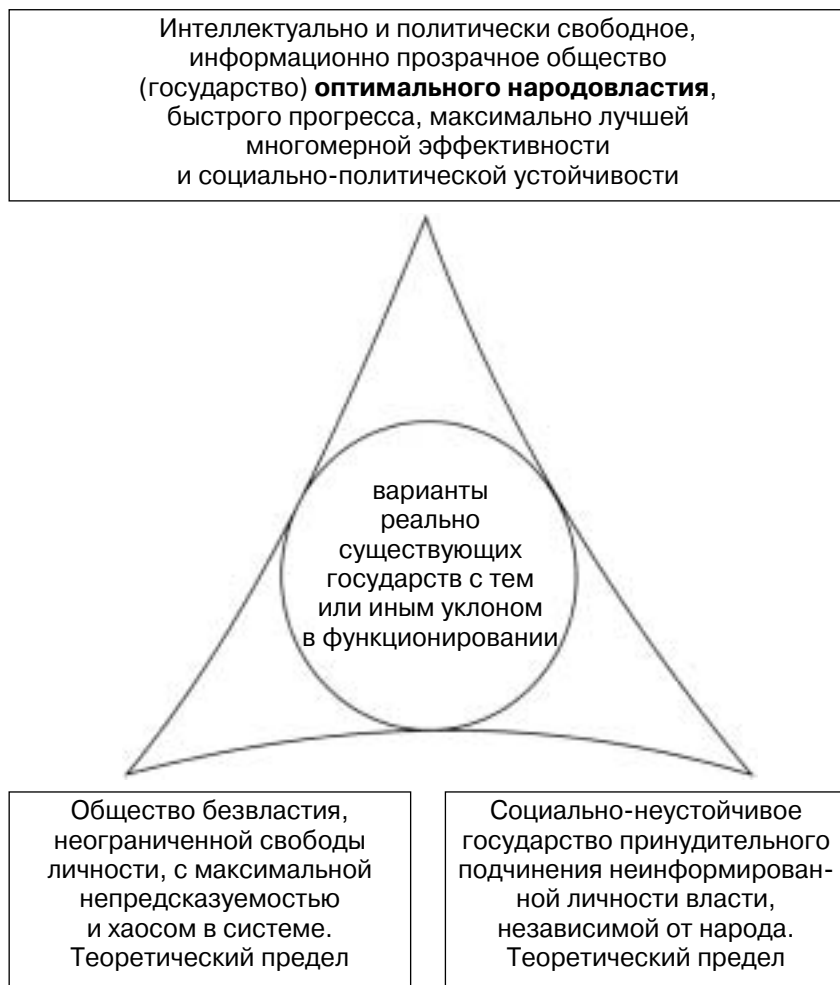 Интеллектуально и политически свободное,
информационно прозрачное общество
(государство) оптимального народовластия,
быстрого прогресса, максимально лучшей
многомерной эффективности
и социально-политической устойчивости
варианты
реально
существующих
государств с тем
или иным уклоном
в функционировании
Общество безвластия,
неограниченной свободы
личности, с максимальной
непредсказуемостью
и хаосом в системе.
Теоретический предел
Социально-неустойчивое
государство принудительного
подчинения неинформирован-
ной личности власти,
независимой от народа.
Теоретический предел